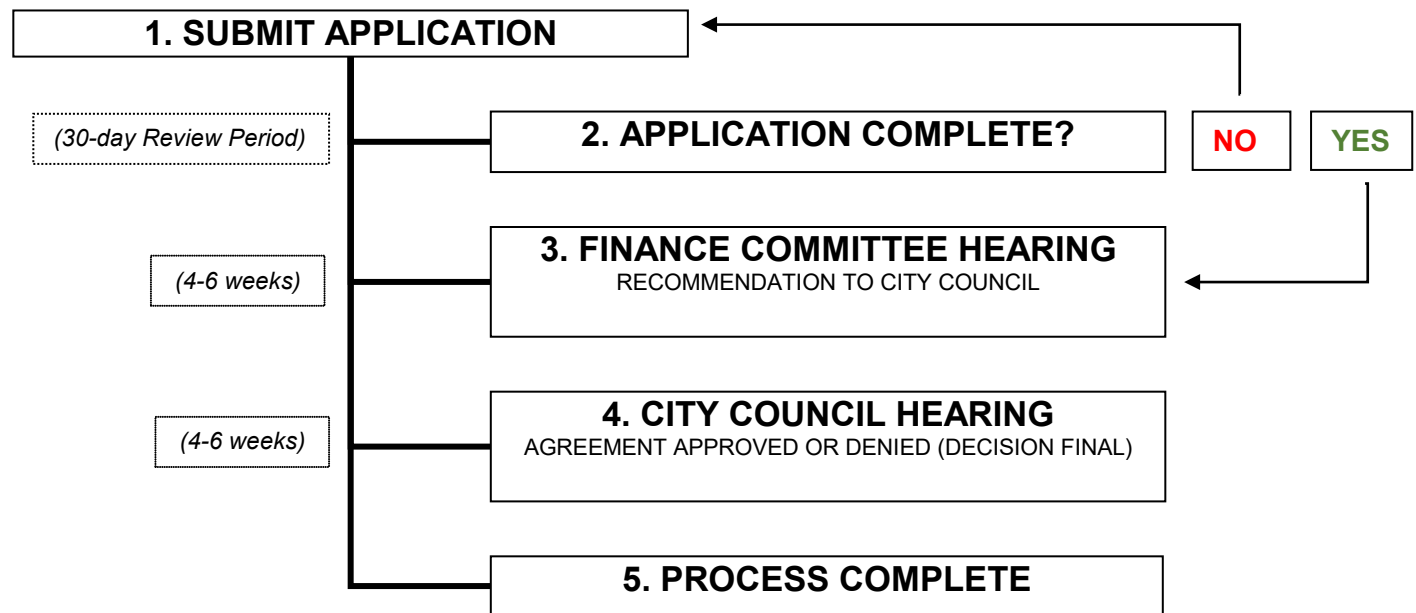 1. SUBMIT APPLICATION
(30-day Review Period)
2. APPLICATION COMPLETE?
NO
YES
3. FINANCE COMMITTEE HEARING
RECOMMENDATION TO CITY COUNCIL
(4-6 weeks)
4. CITY COUNCIL HEARING
AGREEMENT APPROVED OR DENIED (DECISION FINAL)
(4-6 weeks)
5. PROCESS COMPLETE